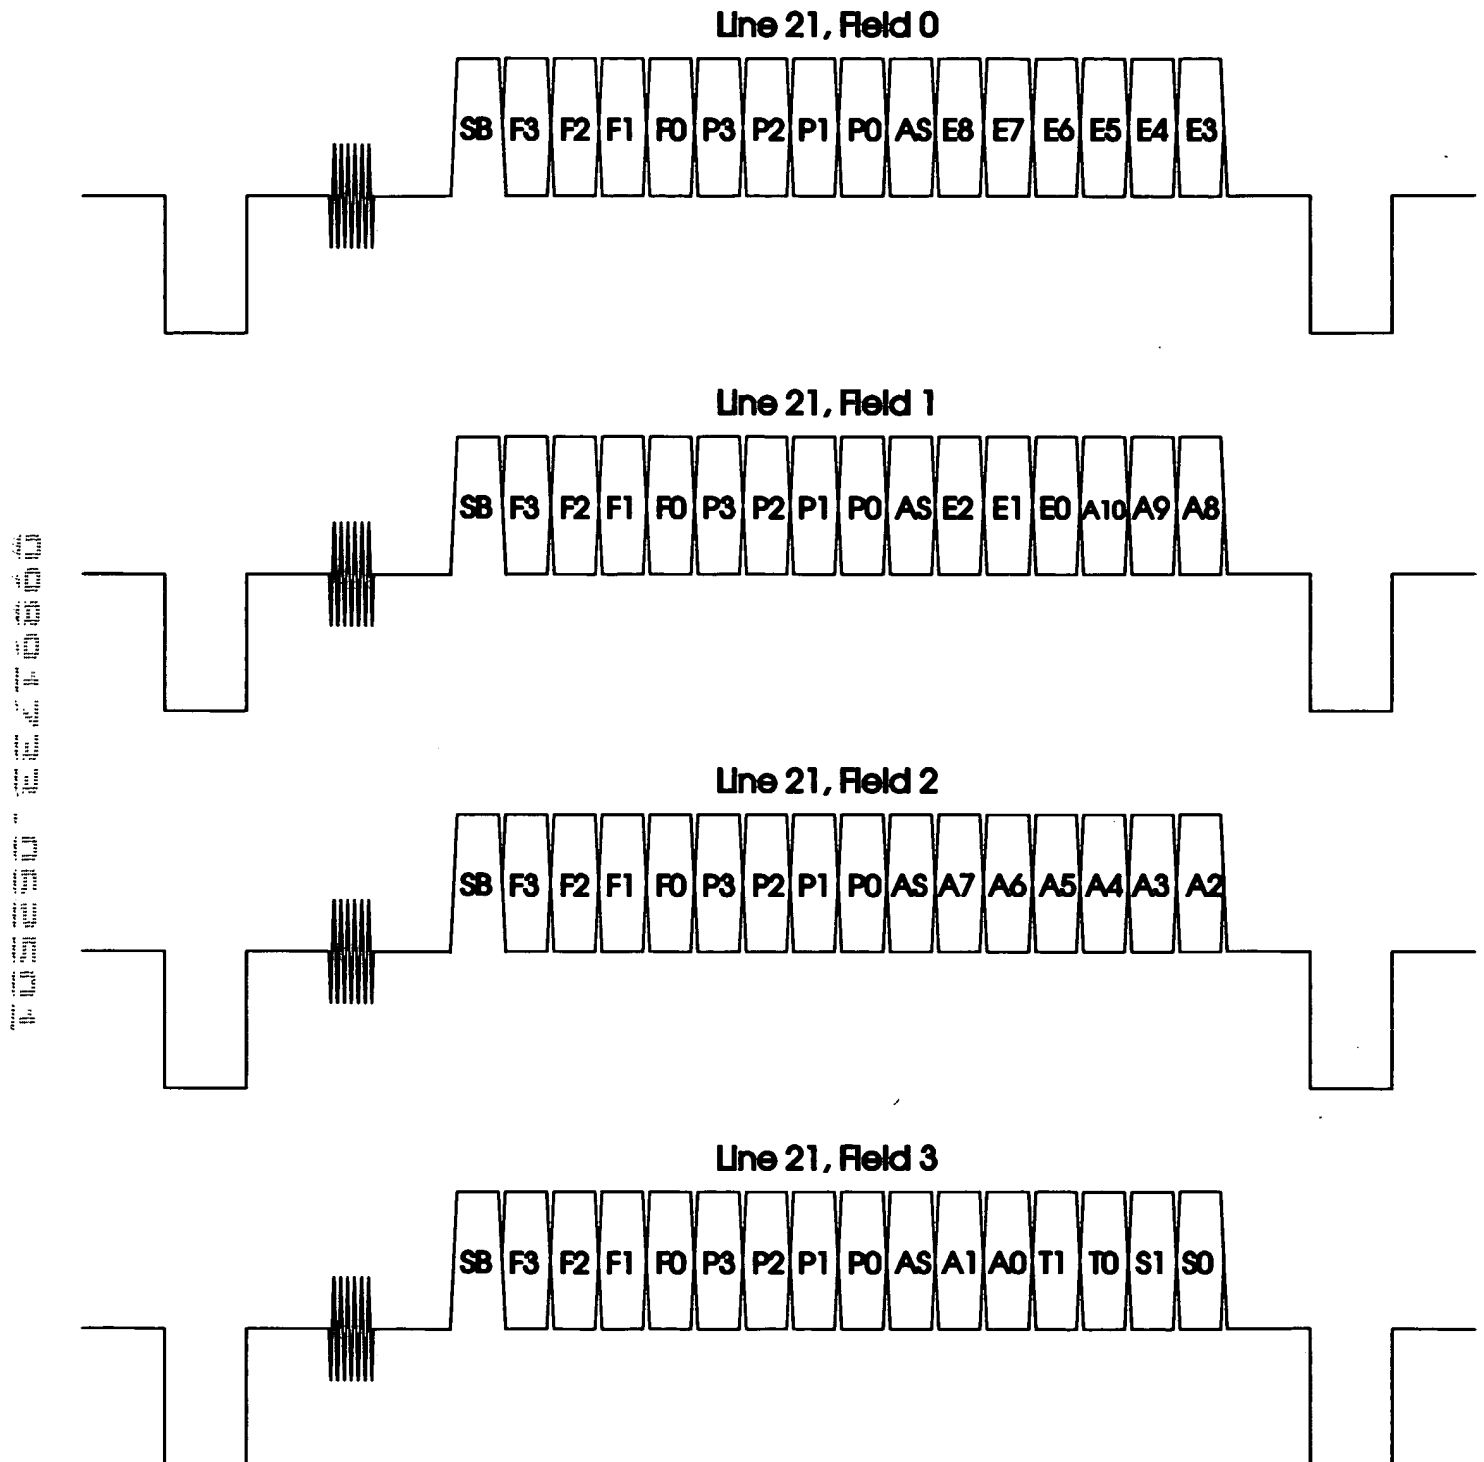 Line 21, Field 0
SB F3 F2 F1 F0 P3 P2 P1 P0 AS E8 E7 E6 E5 E4 E3
Line 21, Field 1
SB F3 F2 F1 F0 P3 P2 P1 P0 AS E2 E1 E0 A10 A9 A8
Line 21, Field 2
SB F3 F2 F1 F0 P3 P2 P1 P0 AS A7 A6 A5 A4 A3 A2
Line 21, Field 3
SB F3 F2 F1 F0 P3 P2 P1 P0 AS A1 A0 T1 T0 S1 S0